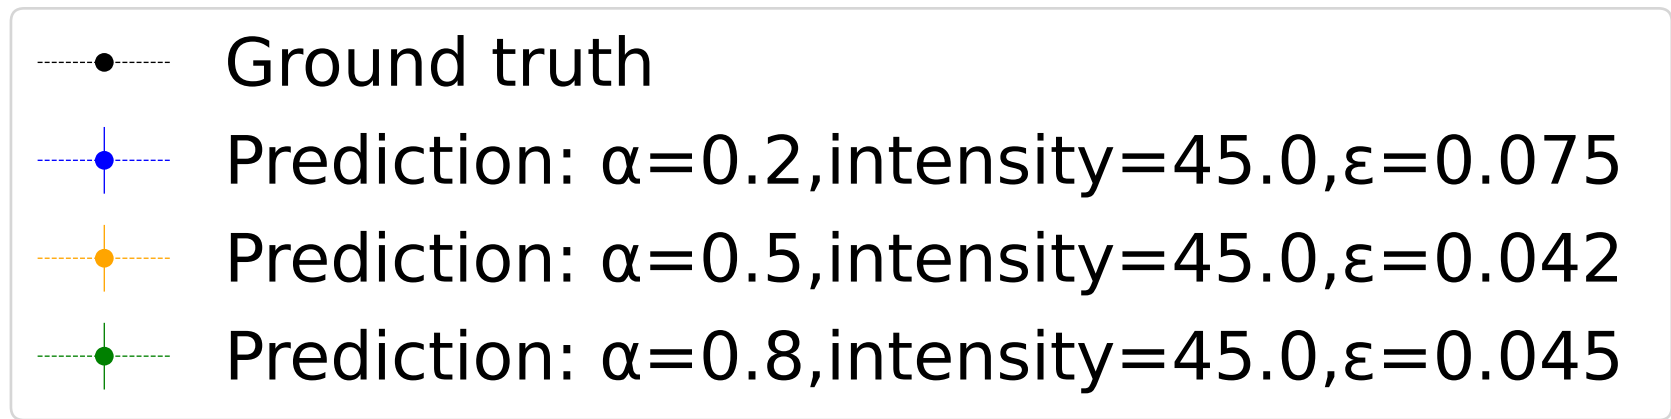 Ground truth
Prediction: α=0.2,intensity=45.0,ε=0.075
Prediction: α=0.5,intensity=45.0,ε=0.042
Prediction: α=0.8,intensity=45.0,ε=0.045